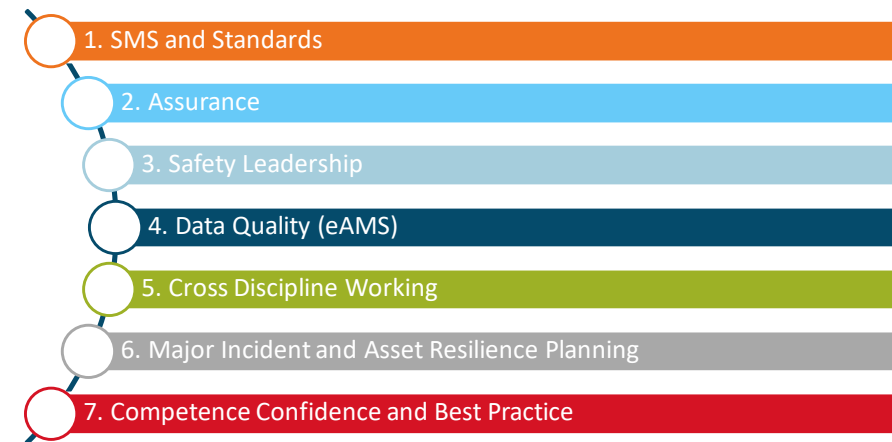 1. SMS and Standards
2. Assurance
3. Safety Leadership
4. Data Quality (eAMS)
5. Cross Discipline Working
6. Major Incident and Asset Resilience Planning
7. Competence Confidence and Best Practice